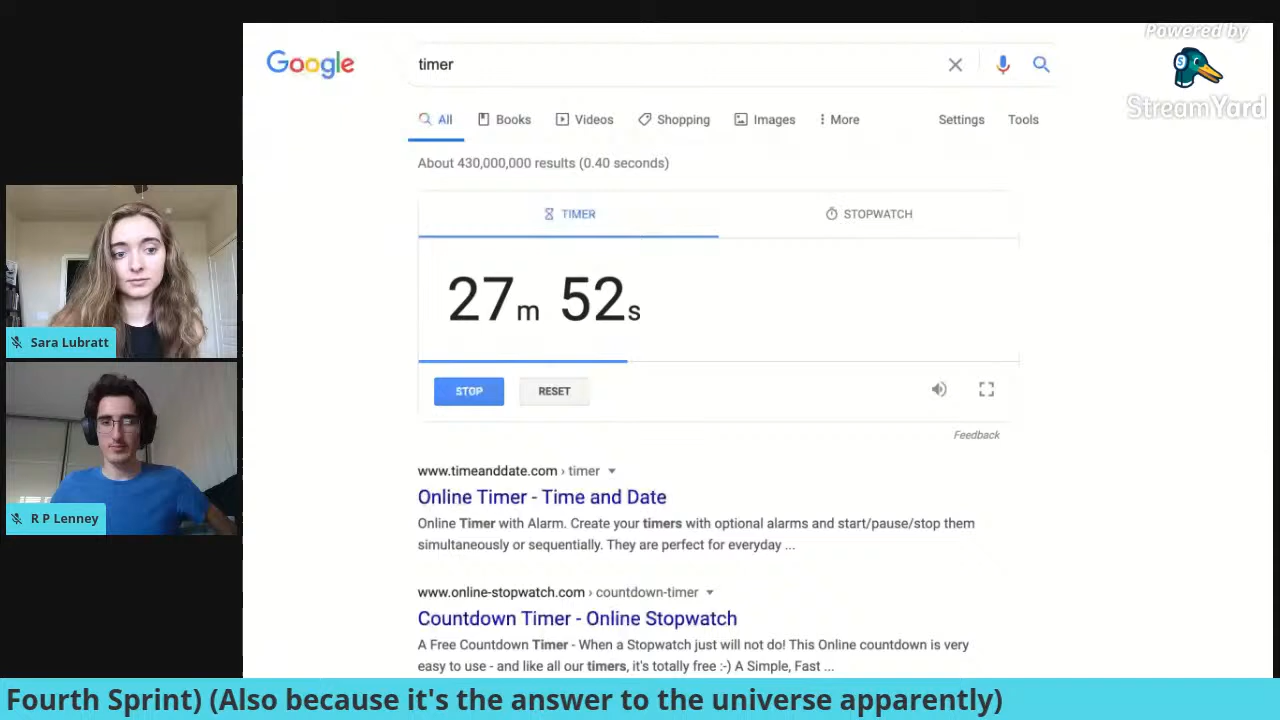 Powered by
StreamYard
Google
timer
All
Books
Videos
Shopping
Images
More
Settings
Tools
About 430,000,000 results (0.40 seconds)
TIMER
STOPWATCH
27m 52s
STOP
RESET
Feedback
www.timeanddate.com › timer
Online Timer - Time and Date
Online Timer with Alarm. Create your timers with optional alarms and start/pause/stop them
simultaneously or sequentially. They are perfect for everyday ...
www.online-stopwatch.com › countdown-timer
Countdown Timer - Online Stopwatch
A Free Countdown Timer - When a Stopwatch just will not do! This Online countdown is very
easy to use - and like all our timers, it's totally free :-) A Simple, Fast ...
Sara Lubratt
R P Lenney
Fourth Sprint) (Also because it's the answer to the universe apparently)